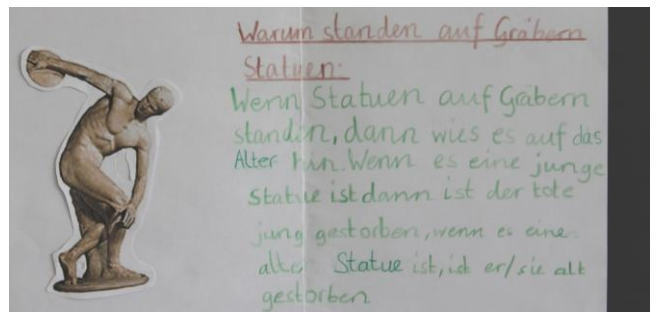 Warum standen auf Gräbern
Statuen:
Wenn Statuen auf Gräbern
standen, dann wies es auf das
Alter hin. Wenn es eine junge
Statue ist dann ist der tote
jung gestorben, wenn es eine
alte Statue ist, ist er/sie alt
gestorben